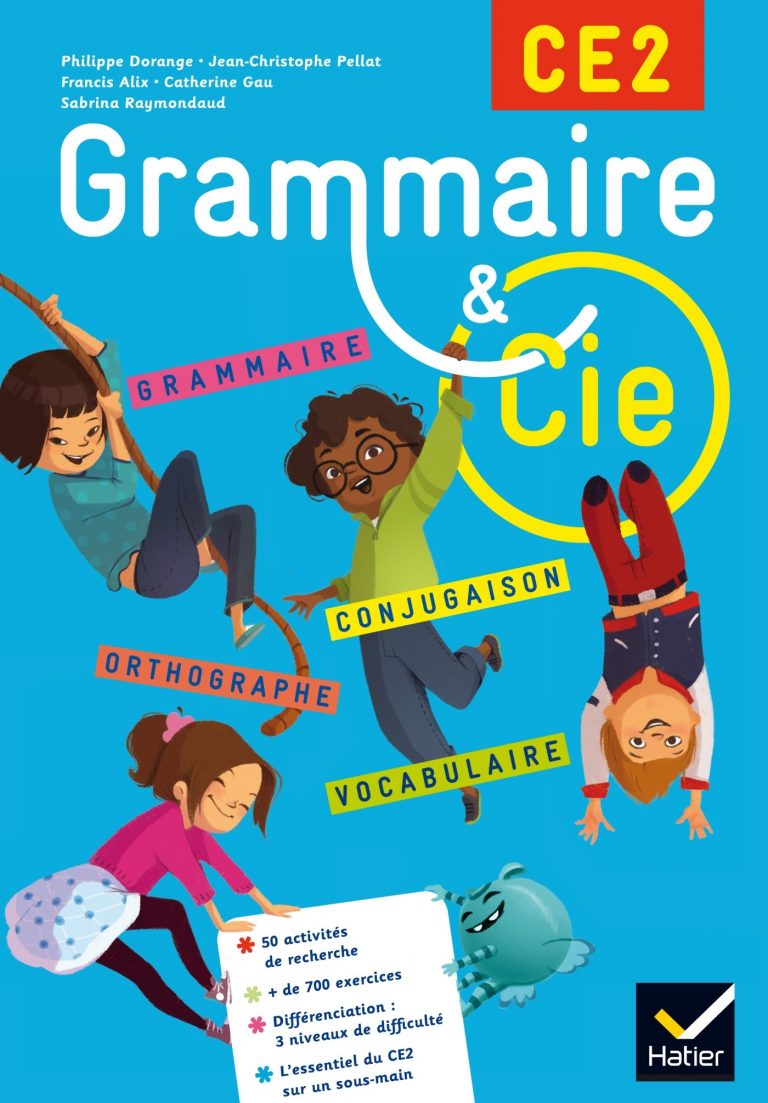 Philippe Dorange • Jean-Christophe Pellat
Francis Alix • Catherine Gau
Sabrina Raymondaud
CE2
Grammaire
& Cie
GRAMMAIRE
CONJUGAISON
ORTHOGRAPHE
VOCABULAIRE
* 50 activités
de recherche
* + de 700 exercices
* Différenciation :
3 niveaux de difficulté
* L'essentiel du CE2
sur un sous-main
Hatier